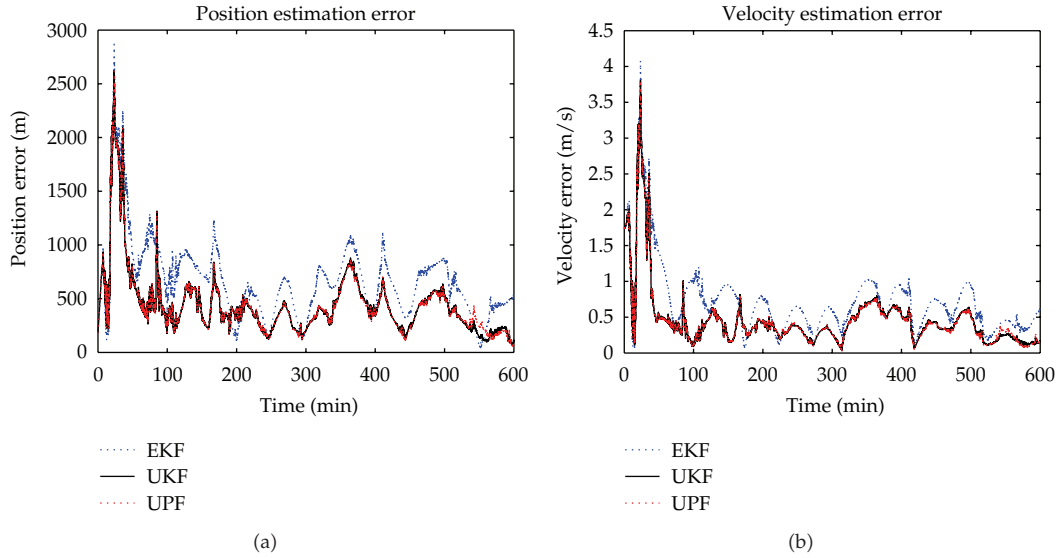 Position estimation error
3000
2500
2000
1500
1000
500
0
Position error (m)
0 100 200 300 400 500 600
Time (min)
EKF
UKF
UPF
(a)
Velocity estimation error
4.5
4
3.5
3
2.5
2
1.5
1
0.5
0
Velocity error (m/s)
0 100 200 300 400 500 600
Time (min)
EKF
UKF
UPF
(b)